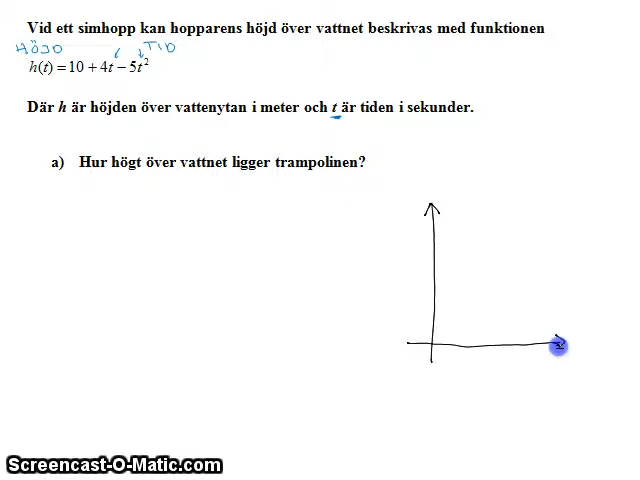 Vid ett simhopp kan hopparens höjd över vattnet beskrivas med funktionen
HÖJD TID
h(t) = 10 + 4t − 5t²
Där h är höjden över vattenytan i meter och t är tiden i sekunder.
a) Hur högt över vattnet ligger trampolinen?
Screencast-O-Matic.com